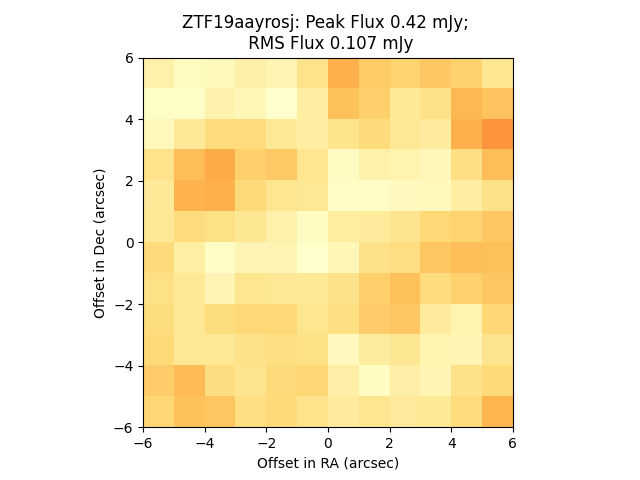 ZTF19aayrosj: Peak Flux 0.42 mJy;
RMS Flux 0.107 mJy
6
4
2
0
−2
−4
−6
Offset in Dec (arcsec)
−6 −4 −2 0 2 4 6
Offset in RA (arcsec)